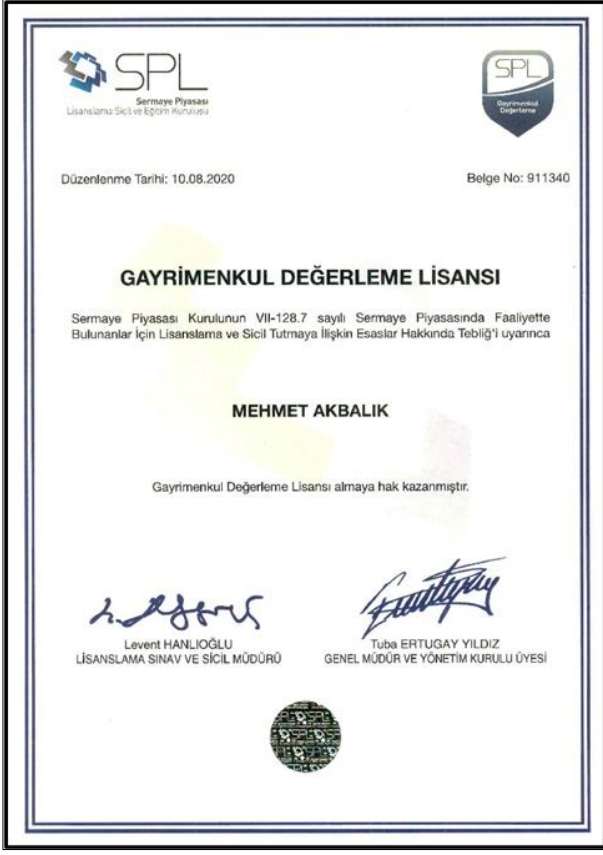 SPL
Sermaye Piyasası
Lisanslama Sicil ve Eğitim Kuruluşu
SPL
Gayrimenkul
Değerleme
Düzenlenme Tarihi: 10.08.2020
Belge No: 911340
GAYRİMENKUL DEĞERLEME LİSANSI
Sermaye Piyasası Kurulunun VII-128.7 sayılı Sermaye Piyasasında Faaliyette
Bulunanlar İçin Lisanslama ve Sicil Tutmaya İlişkin Esaslar Hakkında Tebliğ'i uyarınca
MEHMET AKBALIK
Gayrimenkul Değerleme Lisansı almaya hak kazanmıştır.
Levent HANLIOĞLU
LİSANSLAMA SINAV VE SİCİL MÜDÜRÜ
Tuba ERTUGAY YILDIZ
GENEL MÜDÜR VE YÖNETİM KURULU ÜYESİ